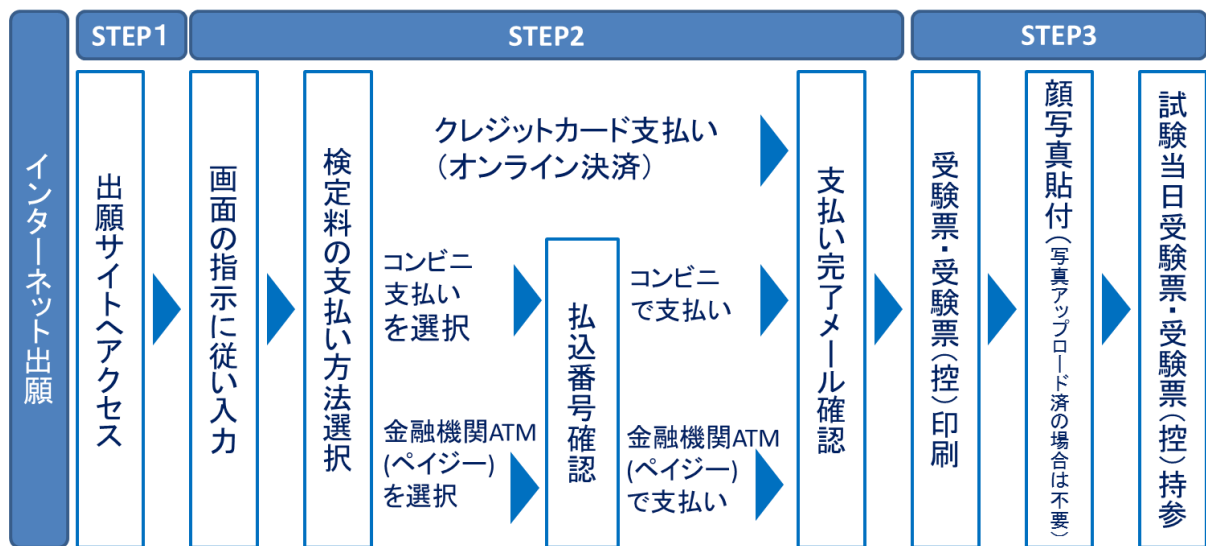 インターネット出願
STEP1
STEP2
STEP3
出願サイトへアクセス
画面の指示に従い入力
検定料の支払い方法選択
クレジットカード支払い
（オンライン決済）
コンビニ
支払い
を選択
金融機関ATM
(ペイジー)
を選択
払込番号確認
コンビニ
で支払い
金融機関ATM
(ペイジー)
で支払い
支払い完了メール確認
受験票・受験票（控）印刷
顔写真貼付（写真アップロード済の場合は不要）
試験当日受験票・受験票（控）持参